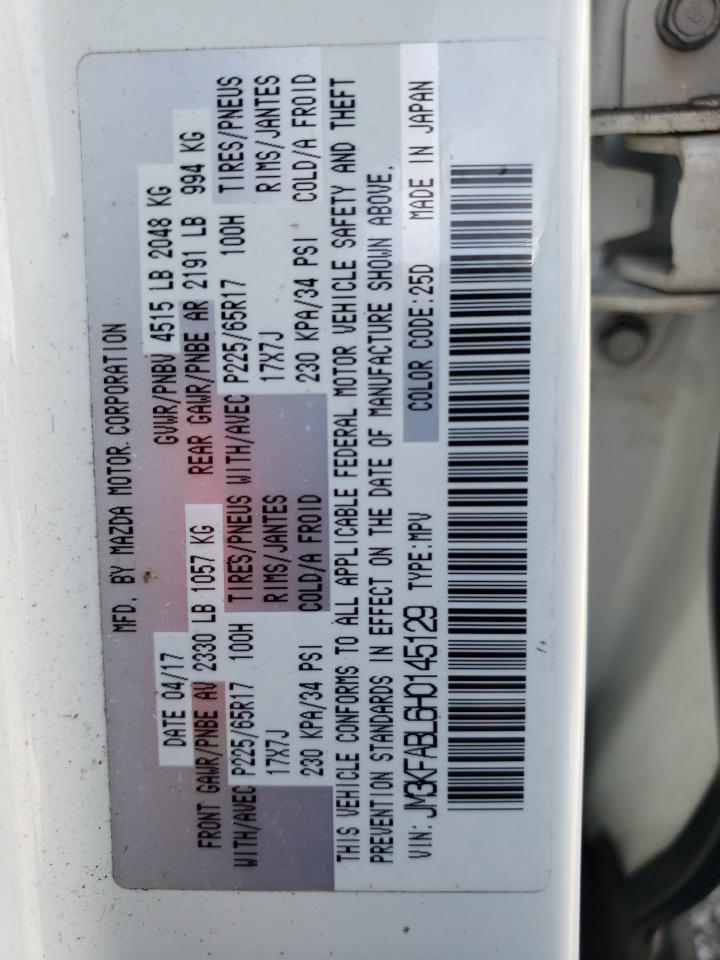 MFD. BY MAZDA MOTOR CORPORATION
DATE 04/17 GVWR/PNBV 4515 LB 2048 KG
FRONT GAWR/PNBE AV 2330 LB 1057 KG REAR GAWR/PNBE AR 2191 LB 994 KG
WITH/AVEC P225/65R17 100H TIRES/PNEUS WITH/AVEC P225/65R17 100H TIRES/PNEUS
17X7J RIMS/JANTES 17X7J RIMS/JANTES
230 KPA/34 PSI COLD/A FROID 230 KPA/34 PSI COLD/A FROID
THIS VEHICLE CONFORMS TO ALL APPLICABLE FEDERAL MOTOR VEHICLE SAFETY AND THEFT
PREVENTION STANDARDS IN EFFECT ON THE DATE OF MANUFACTURE SHOWN ABOVE.
VIN: JM3KFABL6H0145129 TYPE:MPV COLOR CODE:25D MADE IN JAPAN